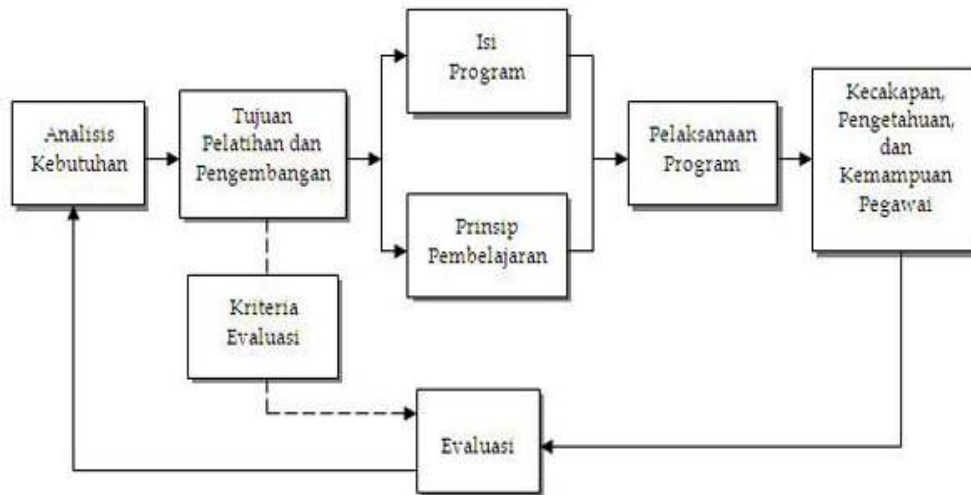 Analisis
Kebutuhan
Tujuan
Pelatihan dan
Pengembangan
Isi
Program
Prinsip
Pembelajaran
Pelaksanaan
Program
Kecakapan,
Pengetahuan,
dan
Kemampuan
Pegawai
Kriteria
Evaluasi
Evaluasi